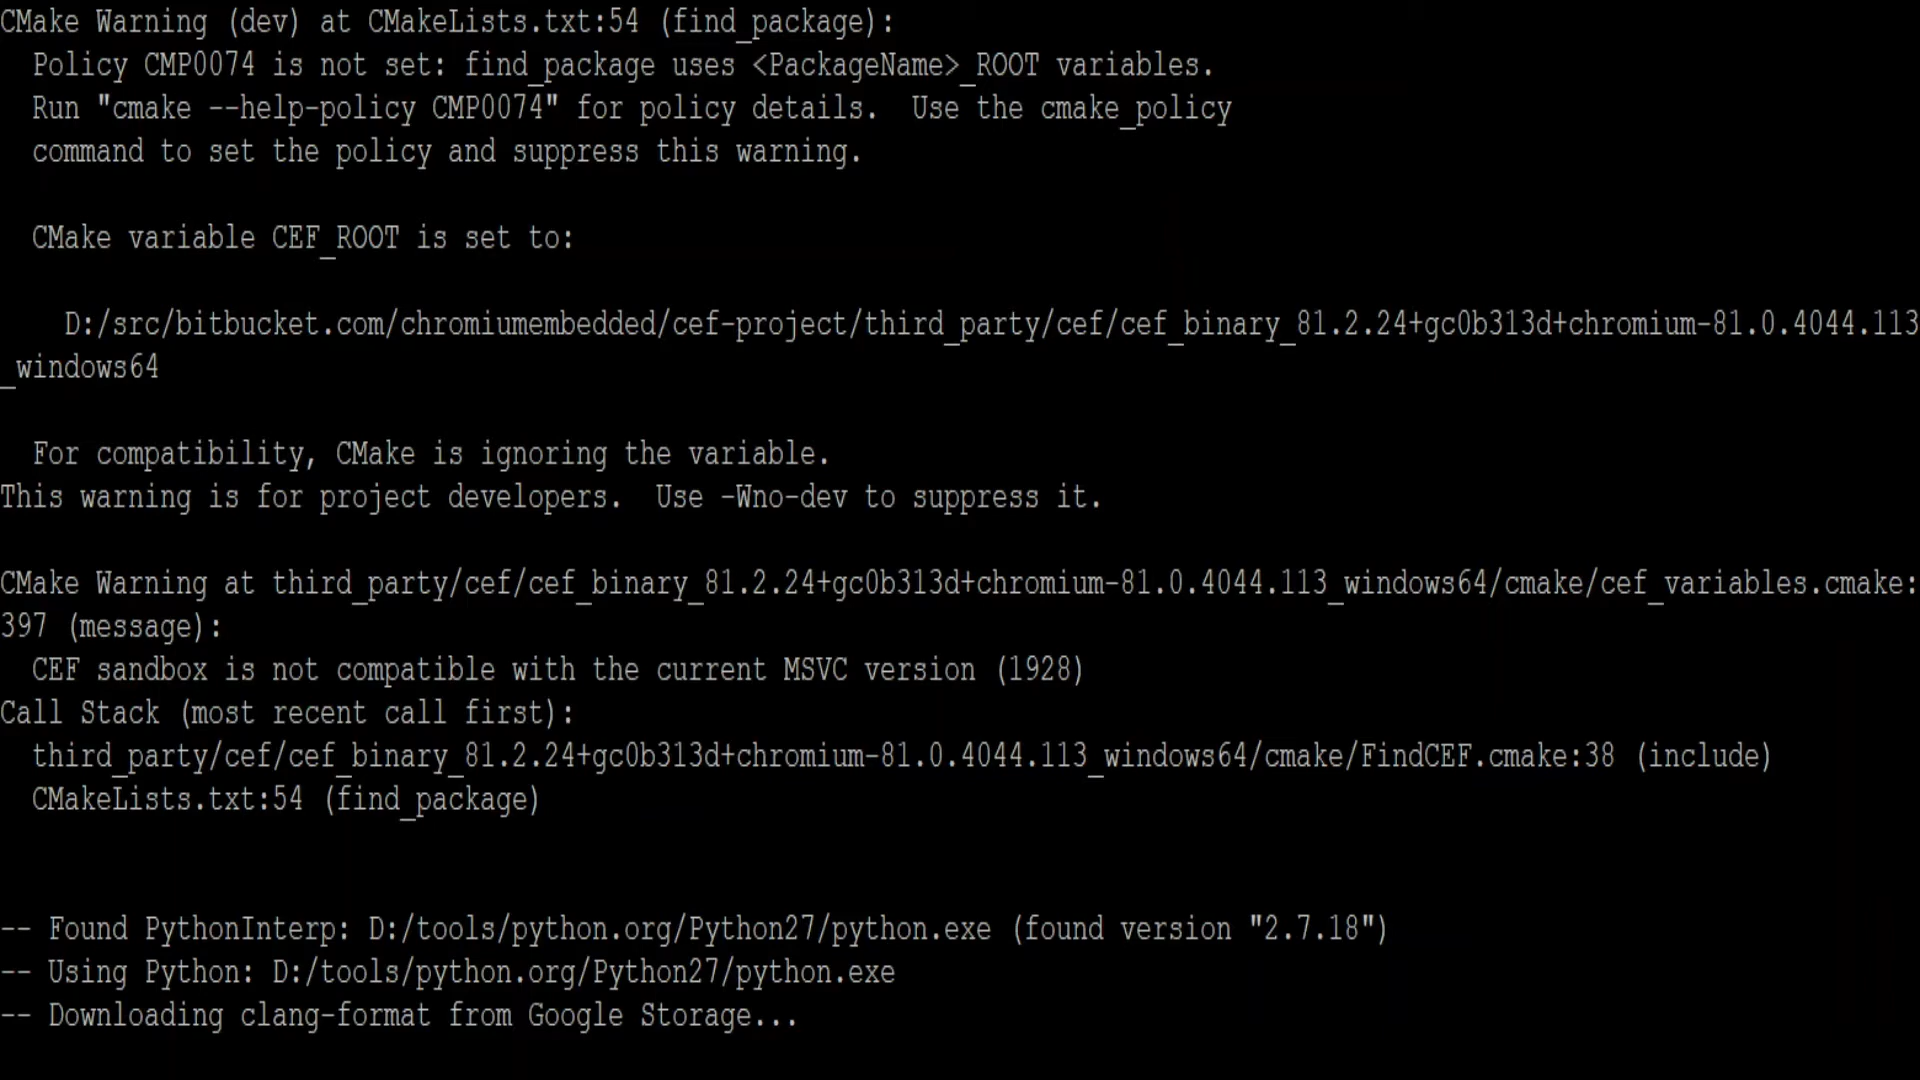 CMake Warning (dev) at CMakeLists.txt:54 (find_package):
  Policy CMP0074 is not set: find_package uses <PackageName>_ROOT variables.
  Run "cmake --help-policy CMP0074" for policy details.  Use the cmake_policy
  command to set the policy and suppress this warning.

  CMake variable CEF_ROOT is set to:

    D:/src/bitbucket.com/chromiumembedded/cef-project/third_party/cef/cef_binary_81.2.24+gc0b313d+chromium-81.0.4044.113
_windows64

  For compatibility, CMake is ignoring the variable.
This warning is for project developers.  Use -Wno-dev to suppress it.

CMake Warning at third_party/cef/cef_binary_81.2.24+gc0b313d+chromium-81.0.4044.113_windows64/cmake/cef_variables.cmake:
397 (message):
  CEF sandbox is not compatible with the current MSVC version (1928)
Call Stack (most recent call first):
  third_party/cef/cef_binary_81.2.24+gc0b313d+chromium-81.0.4044.113_windows64/cmake/FindCEF.cmake:38 (include)
  CMakeLists.txt:54 (find_package)

-- Found PythonInterp: D:/tools/python.org/Python27/python.exe (found version "2.7.18")
-- Using Python: D:/tools/python.org/Python27/python.exe
-- Downloading clang-format from Google Storage...